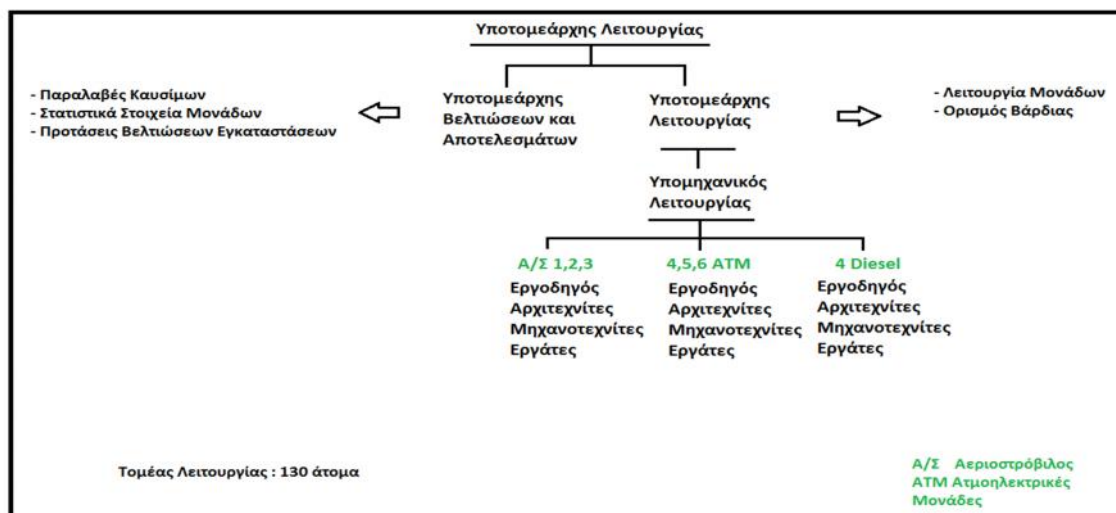 Υποτομεάρχης Λειτουργίας
- Παραλαβές Καυσίμων
- Στατιστικά Στοιχεία Μονάδων
- Προτάσεις Βελτιώσεων Εγκαταστάσεων
Υποτομεάρχης
Βελτιώσεων και
Αποτελεσμάτων
Υποτομεάρχης
Λειτουργίας
- Λειτουργία Μονάδων
- Ορισμός Βάρδιας
Υπομηχανικός
Λειτουργίας
Α/Σ 1,2,3
Εργοδηγός
Αρχιτεχνίτες
Μηχανοτεχνίτες
Εργάτες
4,5,6 ΑΤΜ
Εργοδηγός
Αρχιτεχνίτες
Μηχανοτεχνίτες
Εργάτες
4 Diesel
Εργοδηγός
Αρχιτεχνίτες
Μηχανοτεχνίτες
Εργάτες
Τομέας Λειτουργίας : 130 άτομα
Α/Σ Αεριοστρόβιλος
ΑΤΜ Ατμοηλεκτρικές
Μονάδες